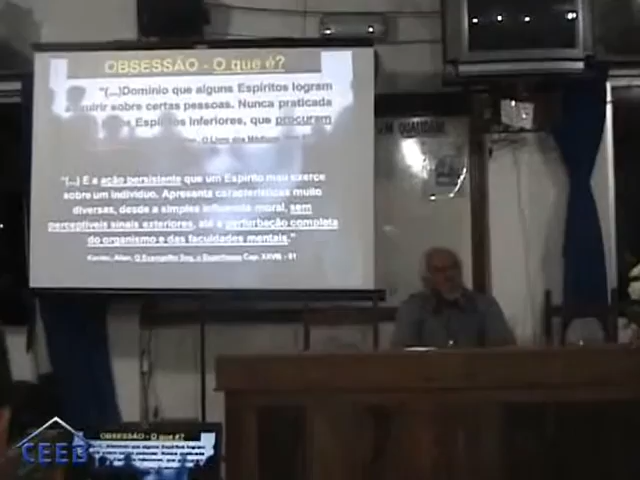 OBSESSÃO - O que é?
"(...)Domínio que alguns Espíritos logram
adquirir sobre certas pessoas. Nunca praticada
Espíritos inferiores, que procuram
O Livro dos Médiuns
"(...) É a ação persistente que um Espírito mau exerce
sobre um indivíduo. Apresenta características muito
diversas, desde a simples influência moral, sem
perceptíveis sinais exteriores, até a perturbação completa
do organismo e das faculdades mentais."
Kardec, Allan, O Evangelho Seg. o Espiritismo Cap. XXVIII - 81
QUALIDADE
CEEB
OBSESSÃO - O que é?